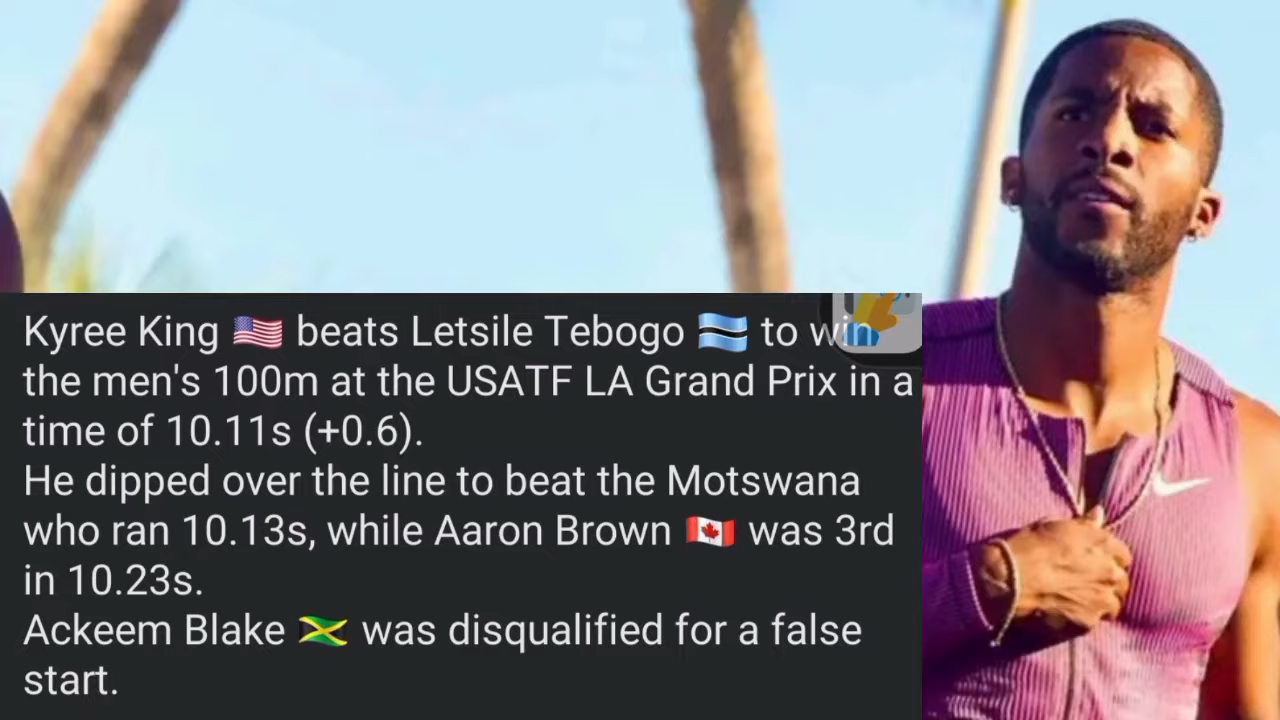 Kyree King 🇺🇸 beats Letsile Tebogo 🇧🇼 to win
the men's 100m at the USATF LA Grand Prix in a
time of 10.11s (+0.6).
He dipped over the line to beat the Motswana
who ran 10.13s, while Aaron Brown 🇨🇦 was 3rd
in 10.23s.
Ackeem Blake 🇯🇲 was disqualified for a false
start.